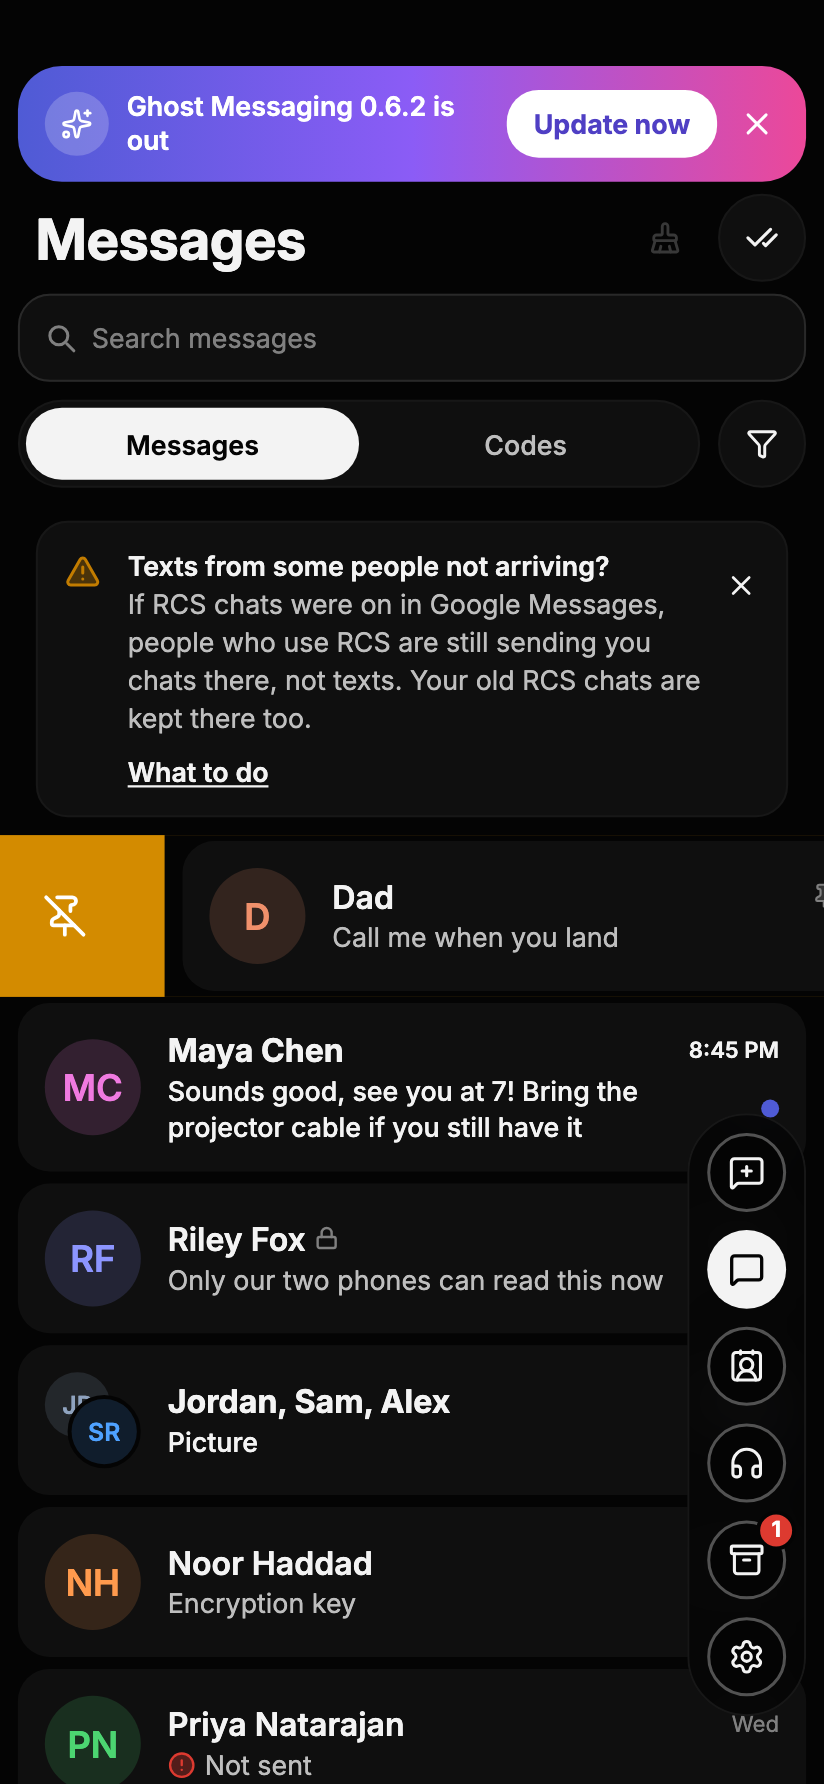 Ghost Messaging 0.6.2 is
out
Update now
Messages
Search messages
Messages
Codes
Texts from some people not arriving?
If RCS chats were on in Google Messages,
people who use RCS are still sending you
chats there, not texts. Your old RCS chats are
kept there too.
What to do
D
Dad
Call me when you land
MC
Maya Chen
8:45 PM
Sounds good, see you at 7! Bring the
projector cable if you still have it
RF
Riley Fox
Only our two phones can read this now
SR
Jordan, Sam, Alex
Picture
1
NH
Noor Haddad
Encryption key
PN
Priya Natarajan
Wed
Not sent